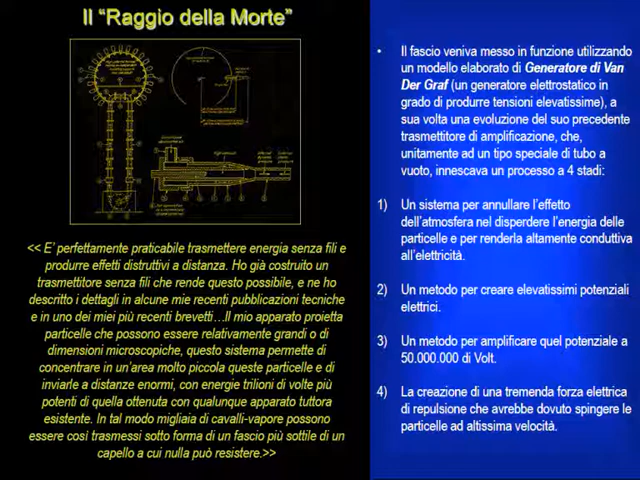 Il “Raggio della Morte”
<< E’ perfettamente praticabile trasmettere energia senza fili e
produrre effetti distruttivi a distanza. Ho già costruito un
trasmettitore senza fili che rende questo possibile, e ne ho
descritto i dettagli in alcune mie recenti pubblicazioni tecniche
e in uno dei miei più recenti brevetti…Il mio apparato proietta
particelle che possono essere relativamente grandi o di
dimensioni microscopiche, questo sistema permette di
concentrare in un’area molto piccola queste particelle e di
inviarle a distanze enormi, con energie trilioni di volte più
potenti di quella ottenuta con qualunque apparato tuttora
esistente. In tal modo migliaia di cavalli-vapore possono
essere così trasmessi sotto forma di un fascio più sottile di un
capello a cui nulla può resistere.>>
• Il fascio veniva messo in funzione utilizzando
un modello elaborato di Generatore di Van
Der Graf (un generatore elettrostatico in
grado di produrre tensioni elevatissime), a
sua volta una evoluzione del suo precedente
trasmettitore di amplificazione, che,
unitamente ad un tipo speciale di tubo a
vuoto, innescava un processo a 4 stadi:
1) Un sistema per annullare l’effetto
dell’atmosfera nel disperdere l’energia delle
particelle e per renderla altamente conduttiva
all’elettricità.
2) Un metodo per creare elevatissimi potenziali
elettrici.
3) Un metodo per amplificare quel potenziale a
50.000.000 di Volt.
4) La creazione di una tremenda forza elettrica
di repulsione che avrebbe dovuto spingere le
particelle ad altissima velocità.